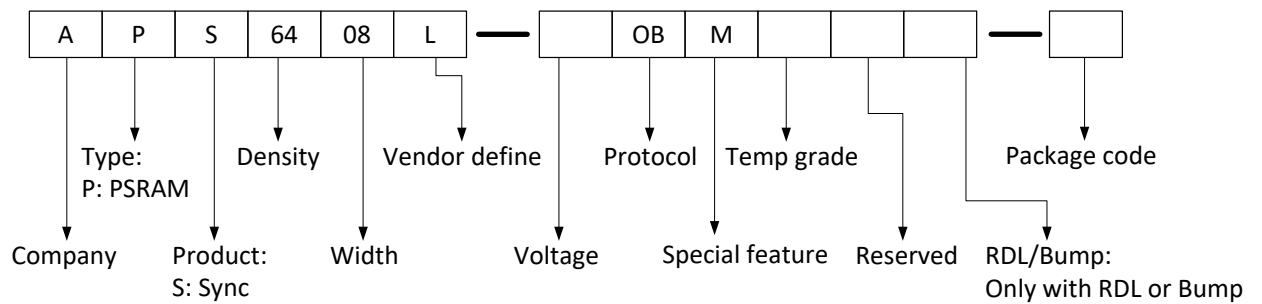 A P S 64 08 L OB M
Type: Density Vendor define Protocol Temp grade Package code
P: PSRAM
Company Product: Width Voltage Special feature Reserved RDL/Bump:
S: Sync Only with RDL or Bump